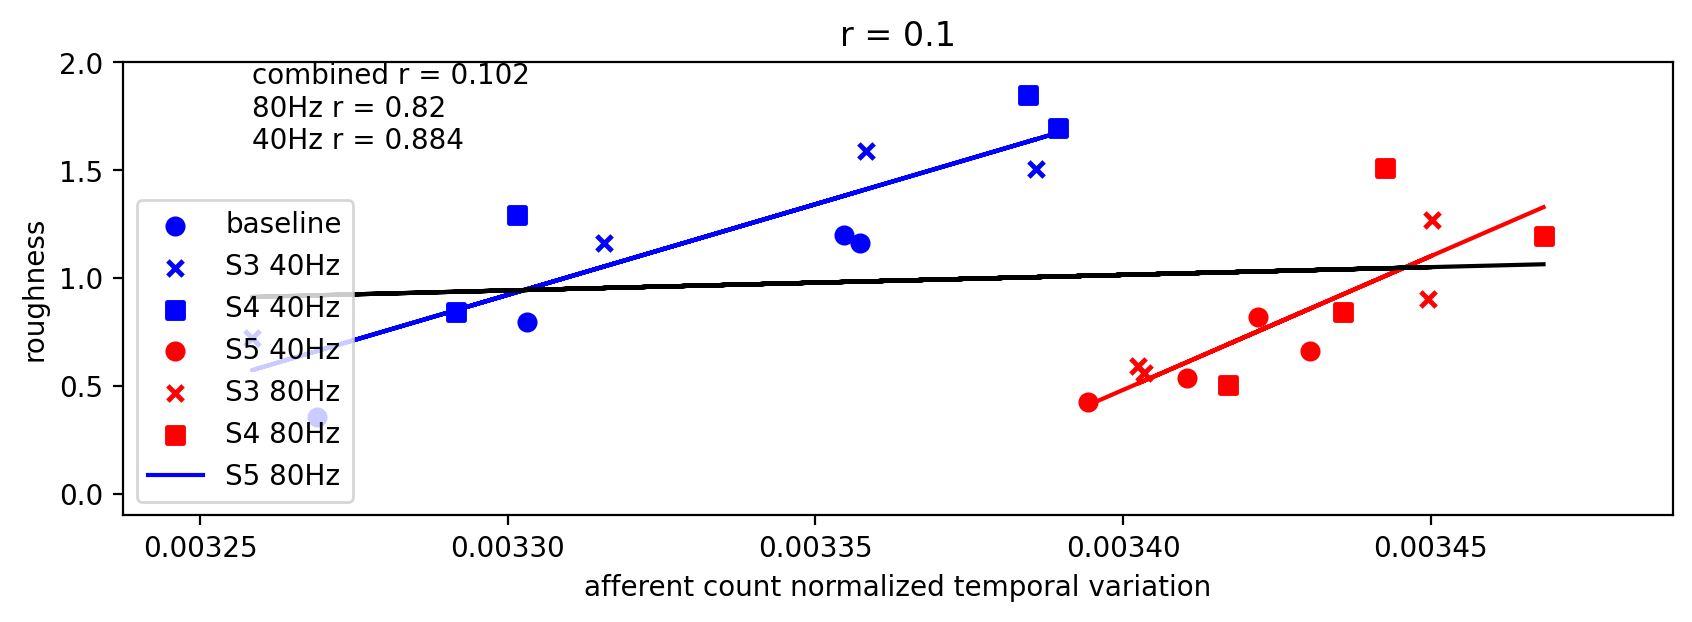 r = 0.1
combined r = 0.102
80Hz r = 0.82
40Hz r = 0.884
2.0
1.5
1.0
0.5
0.0
roughness
baseline
S3 40Hz
S4 40Hz
S5 40Hz
S3 80Hz
S4 80Hz
S5 80Hz
0.00325 0.00330 0.00335 0.00340 0.00345
afferent count normalized temporal variation